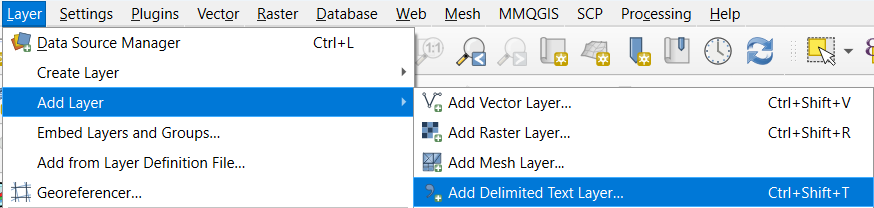 Layer Settings Plugins Vector Raster Database Web Mesh MMQGIS SCP Processing Help
Data Source Manager Ctrl+L
1:1
Create Layer
Add Layer
Add Vector Layer... Ctrl+Shift+V
Embed Layers and Groups...
Add Raster Layer... Ctrl+Shift+R
Add from Layer Definition File...
Add Mesh Layer...
Georeferencer...
Add Delimited Text Layer... Ctrl+Shift+T